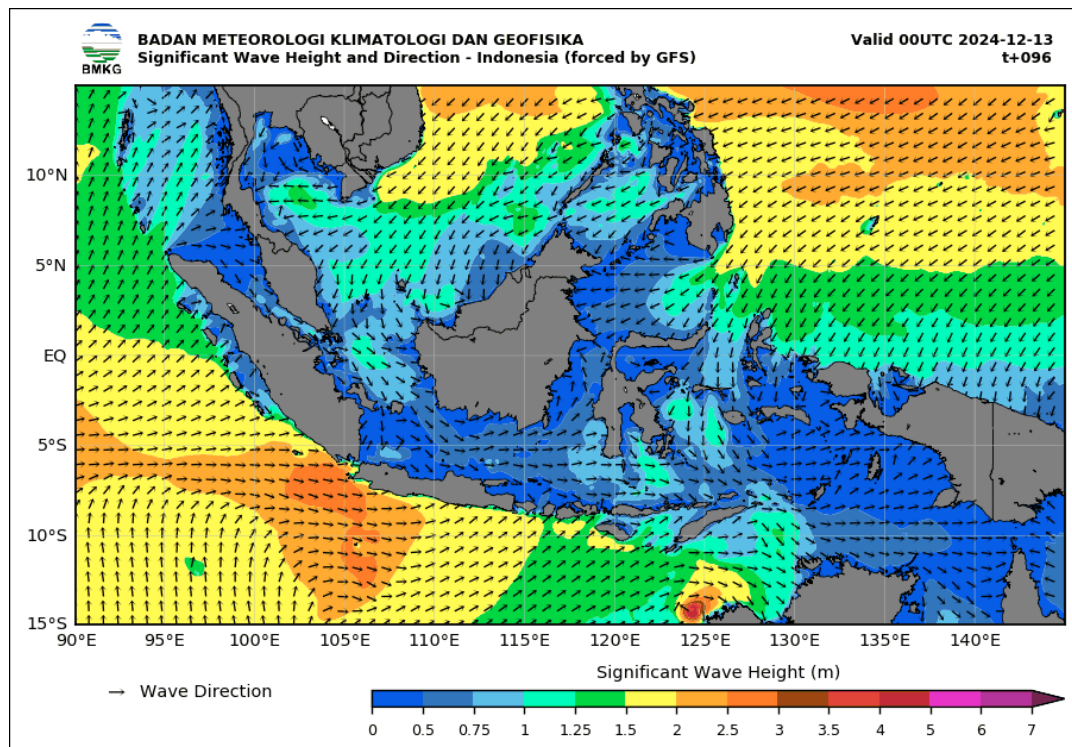 BADAN METEOROLOGI KLIMATOLOGI DAN GEOFISIKA
Significant Wave Height and Direction - Indonesia (forced by GFS)
Valid 00UTC 2024-12-13
t+096
BMKG
10°N
5°N
EQ
5°S
10°S
15°S
90°E 95°E 100°E 105°E 110°E 115°E 120°E 125°E 130°E 135°E 140°E
Wave Direction
Significant Wave Height (m)
0 0.5 0.75 1 1.25 1.5 2 2.5 3 3.5 4 5 6 7